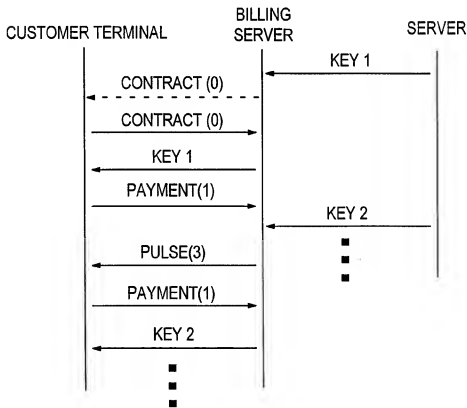 CUSTOMER TERMINAL
BILLING
SERVER
SERVER
KEY 1
CONTRACT (0)
CONTRACT (0)
KEY 1
PAYMENT(1)
KEY 2
PULSE(3)
PAYMENT(1)
KEY 2